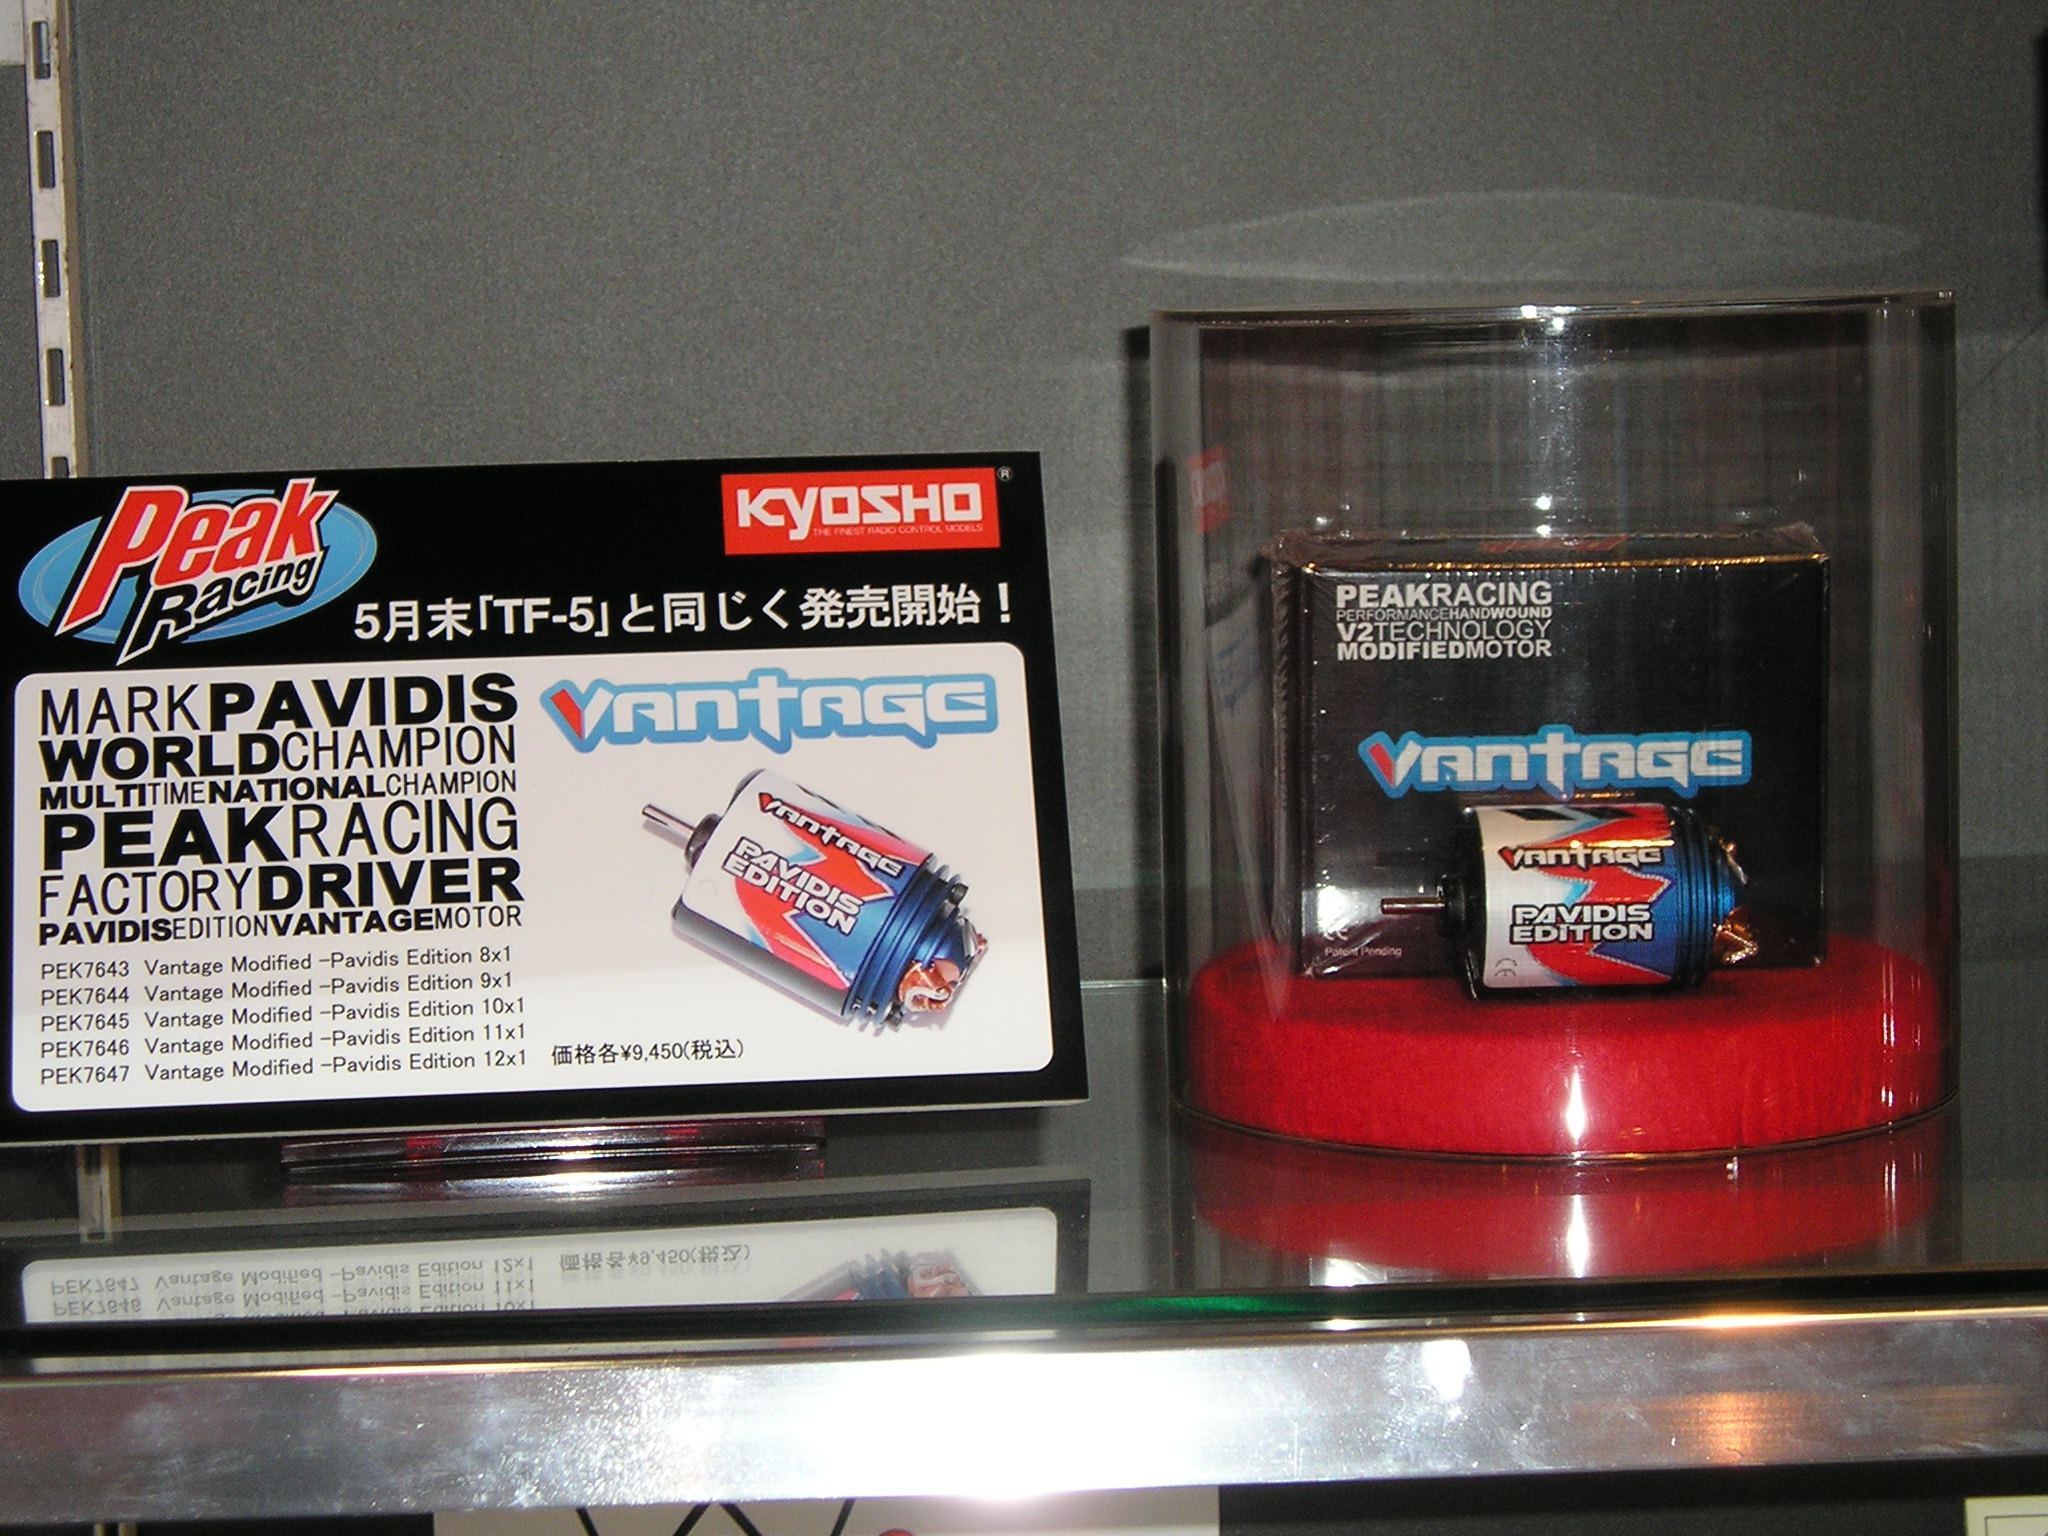 Peak
Racing
KYOSHO ®
THE FINEST RADIO CONTROL MODELS
5月末「TF-5」と同じく発売開始！
MARKPAVIDIS
WORLDCHAMPION
MULTITIMENATIONALCHAMPION
PEAKRACING
FACTORYDRIVER
PAVIDISEDITIONVANTAGEMOTOR
PEK7643 Vantage Modified -Pavidis Edition 8x1
PEK7644 Vantage Modified -Pavidis Edition 9x1
PEK7645 Vantage Modified -Pavidis Edition 10x1
PEK7646 Vantage Modified -Pavidis Edition 11x1
PEK7647 Vantage Modified -Pavidis Edition 12x1
価格各¥9,450(税込)
VANTAGE
VANTAGE
PAVIDIS
EDITION
PEAKRACING
PERFORMANCEHANDWOUND
V2TECHNOLOGY
MODIFIEDMOTOR
VANTAGE
VANTAGE
PAVIDIS
EDITION
CE
CE
Patent Pending